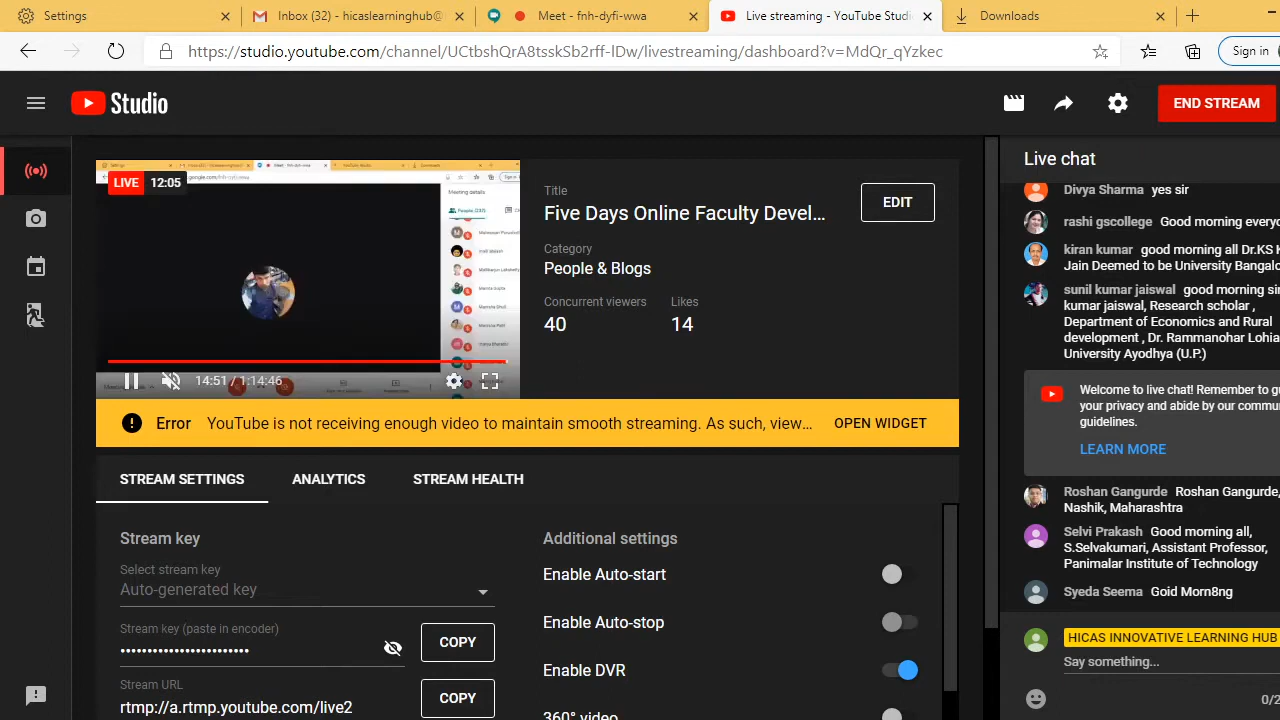 Settings
Inbox (32) - hicaslearninghub@
Meet - fnh-dyfi-wwa
Live streaming - YouTube Studi
Downloads
https://studio.youtube.com/channel/UCtbshQrA8tsskSb2rff-lDw/livestreaming/dashboard?v=MdQr_qYzkec
Sign in
Studio
END STREAM
LIVE 12:05
Meeting details
14:51 / 1:14:46
Title
Five Days Online Faculty Devel...
EDIT
Category
People & Blogs
Concurrent viewers
Likes
40
14
Error YouTube is not receiving enough video to maintain smooth streaming. As such, view... OPEN WIDGET
STREAM SETTINGS
ANALYTICS
STREAM HEALTH
Stream key
Select stream key
Auto-generated key
Stream key (paste in encoder)
COPY
Stream URL
rtmp://a.rtmp.youtube.com/live2
COPY
Additional settings
Enable Auto-start
Enable Auto-stop
Enable DVR
360° video
Live chat
Divya Sharma yes sir
rashi gscollege Good morning everyo
kiran kumar good morning all Dr.KS K
Jain Deemed to be University Bangalo
sunil kumar jaiswal good morning sir
kumar jaiswal, Research scholar ,
Department of Economics and Rural
development , Dr. Rammanohar Lohia
University Ayodhya (U.P.)
Welcome to live chat! Remember to gu
your privacy and abide by our commu
guidelines.
LEARN MORE
Roshan Gangurde Roshan Gangurde,
Nashik, Maharashtra
Selvi Prakash Good morning all,
S.Selvakumari, Assistant Professor,
Panimalar Institute of Technology
Syeda Seema Goid Morn8ng
HICAS INNOVATIVE LEARNING HUB
Say something...
0/2